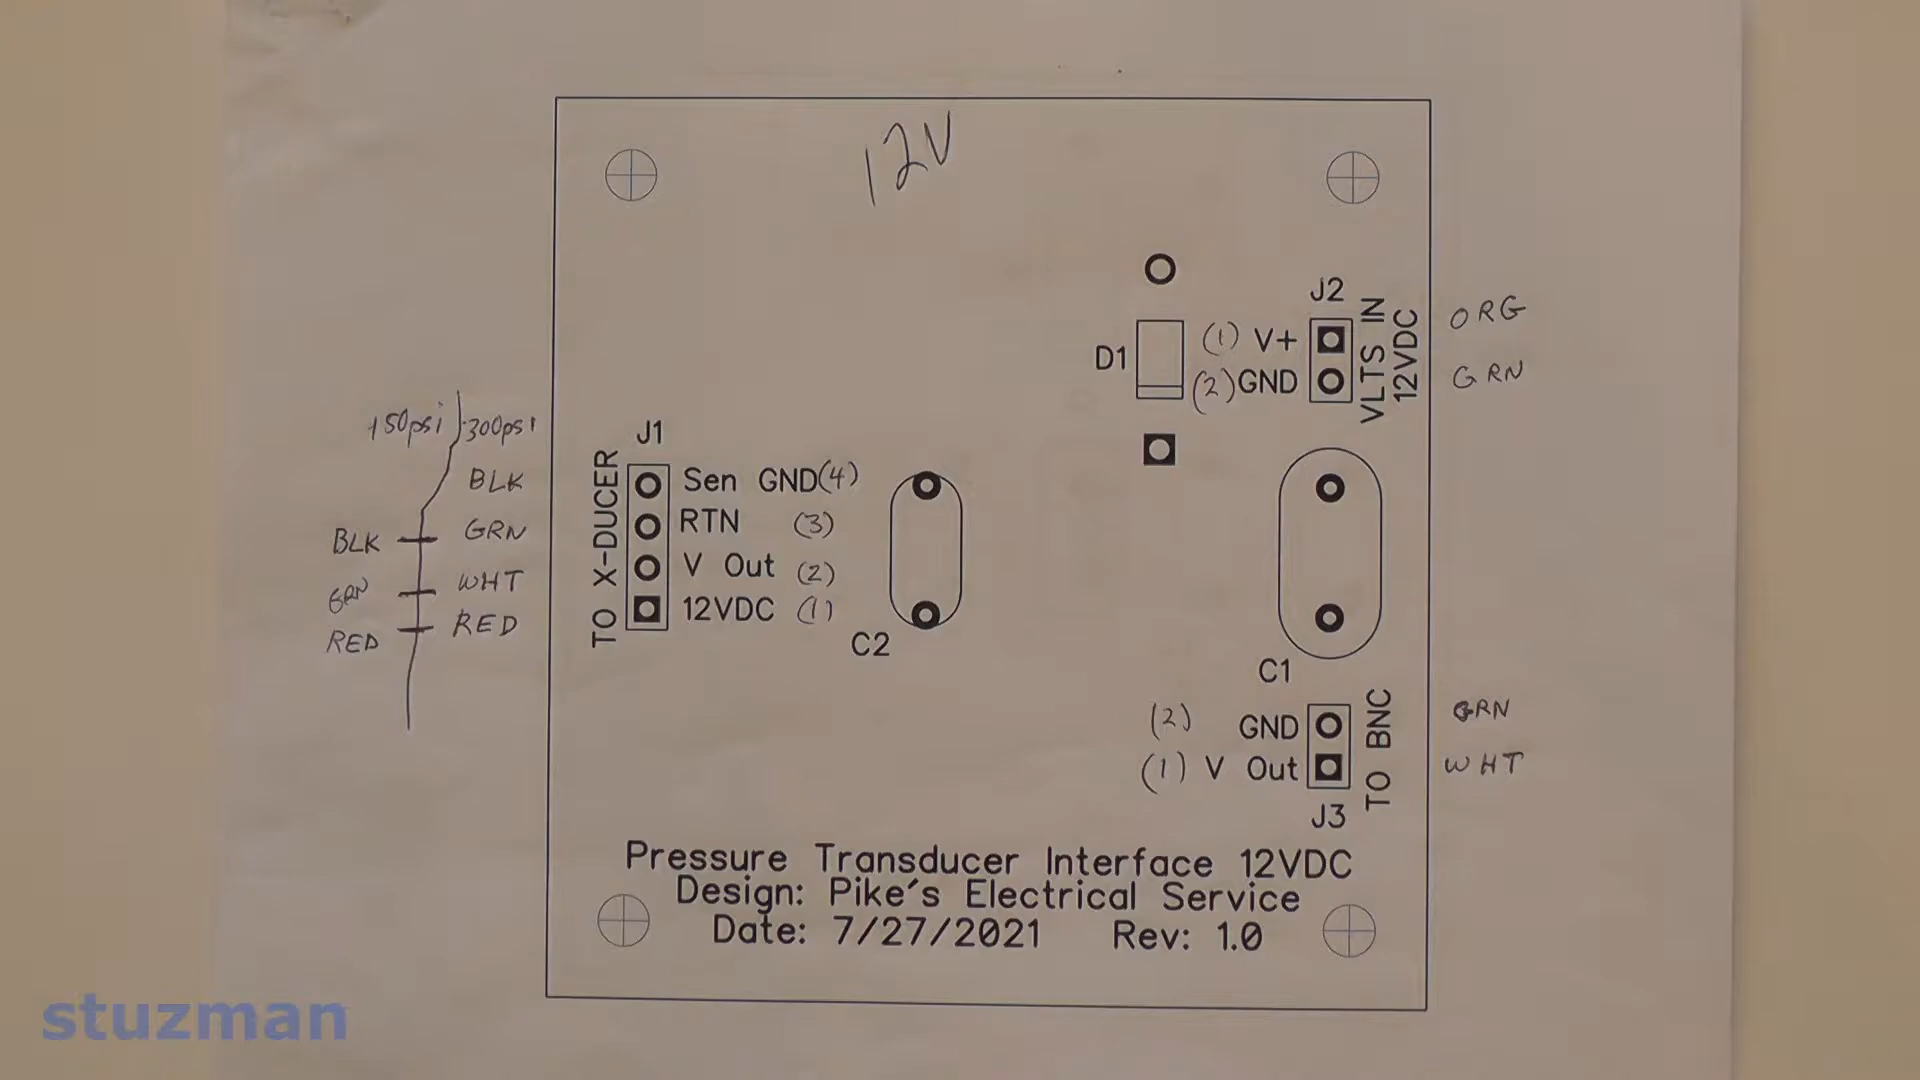 12V
J2
(1) V+
ORG
(2) GND
GRN
VLTS IN
12VDC
D1
150psi 300psi
J1
TO X-DUCER
BLK
Sen GND (4)
BLK GRN
RTN (3)
GRN WHT
V Out (2)
RED RED
12VDC (1)
C2
C1
(2) GND
GRN
(1) V Out
WHT
TO BNC
J3
Pressure Transducer Interface 12VDC
Design: Pike's Electrical Service
Date: 7/27/2021 Rev: 1.0
stuzman